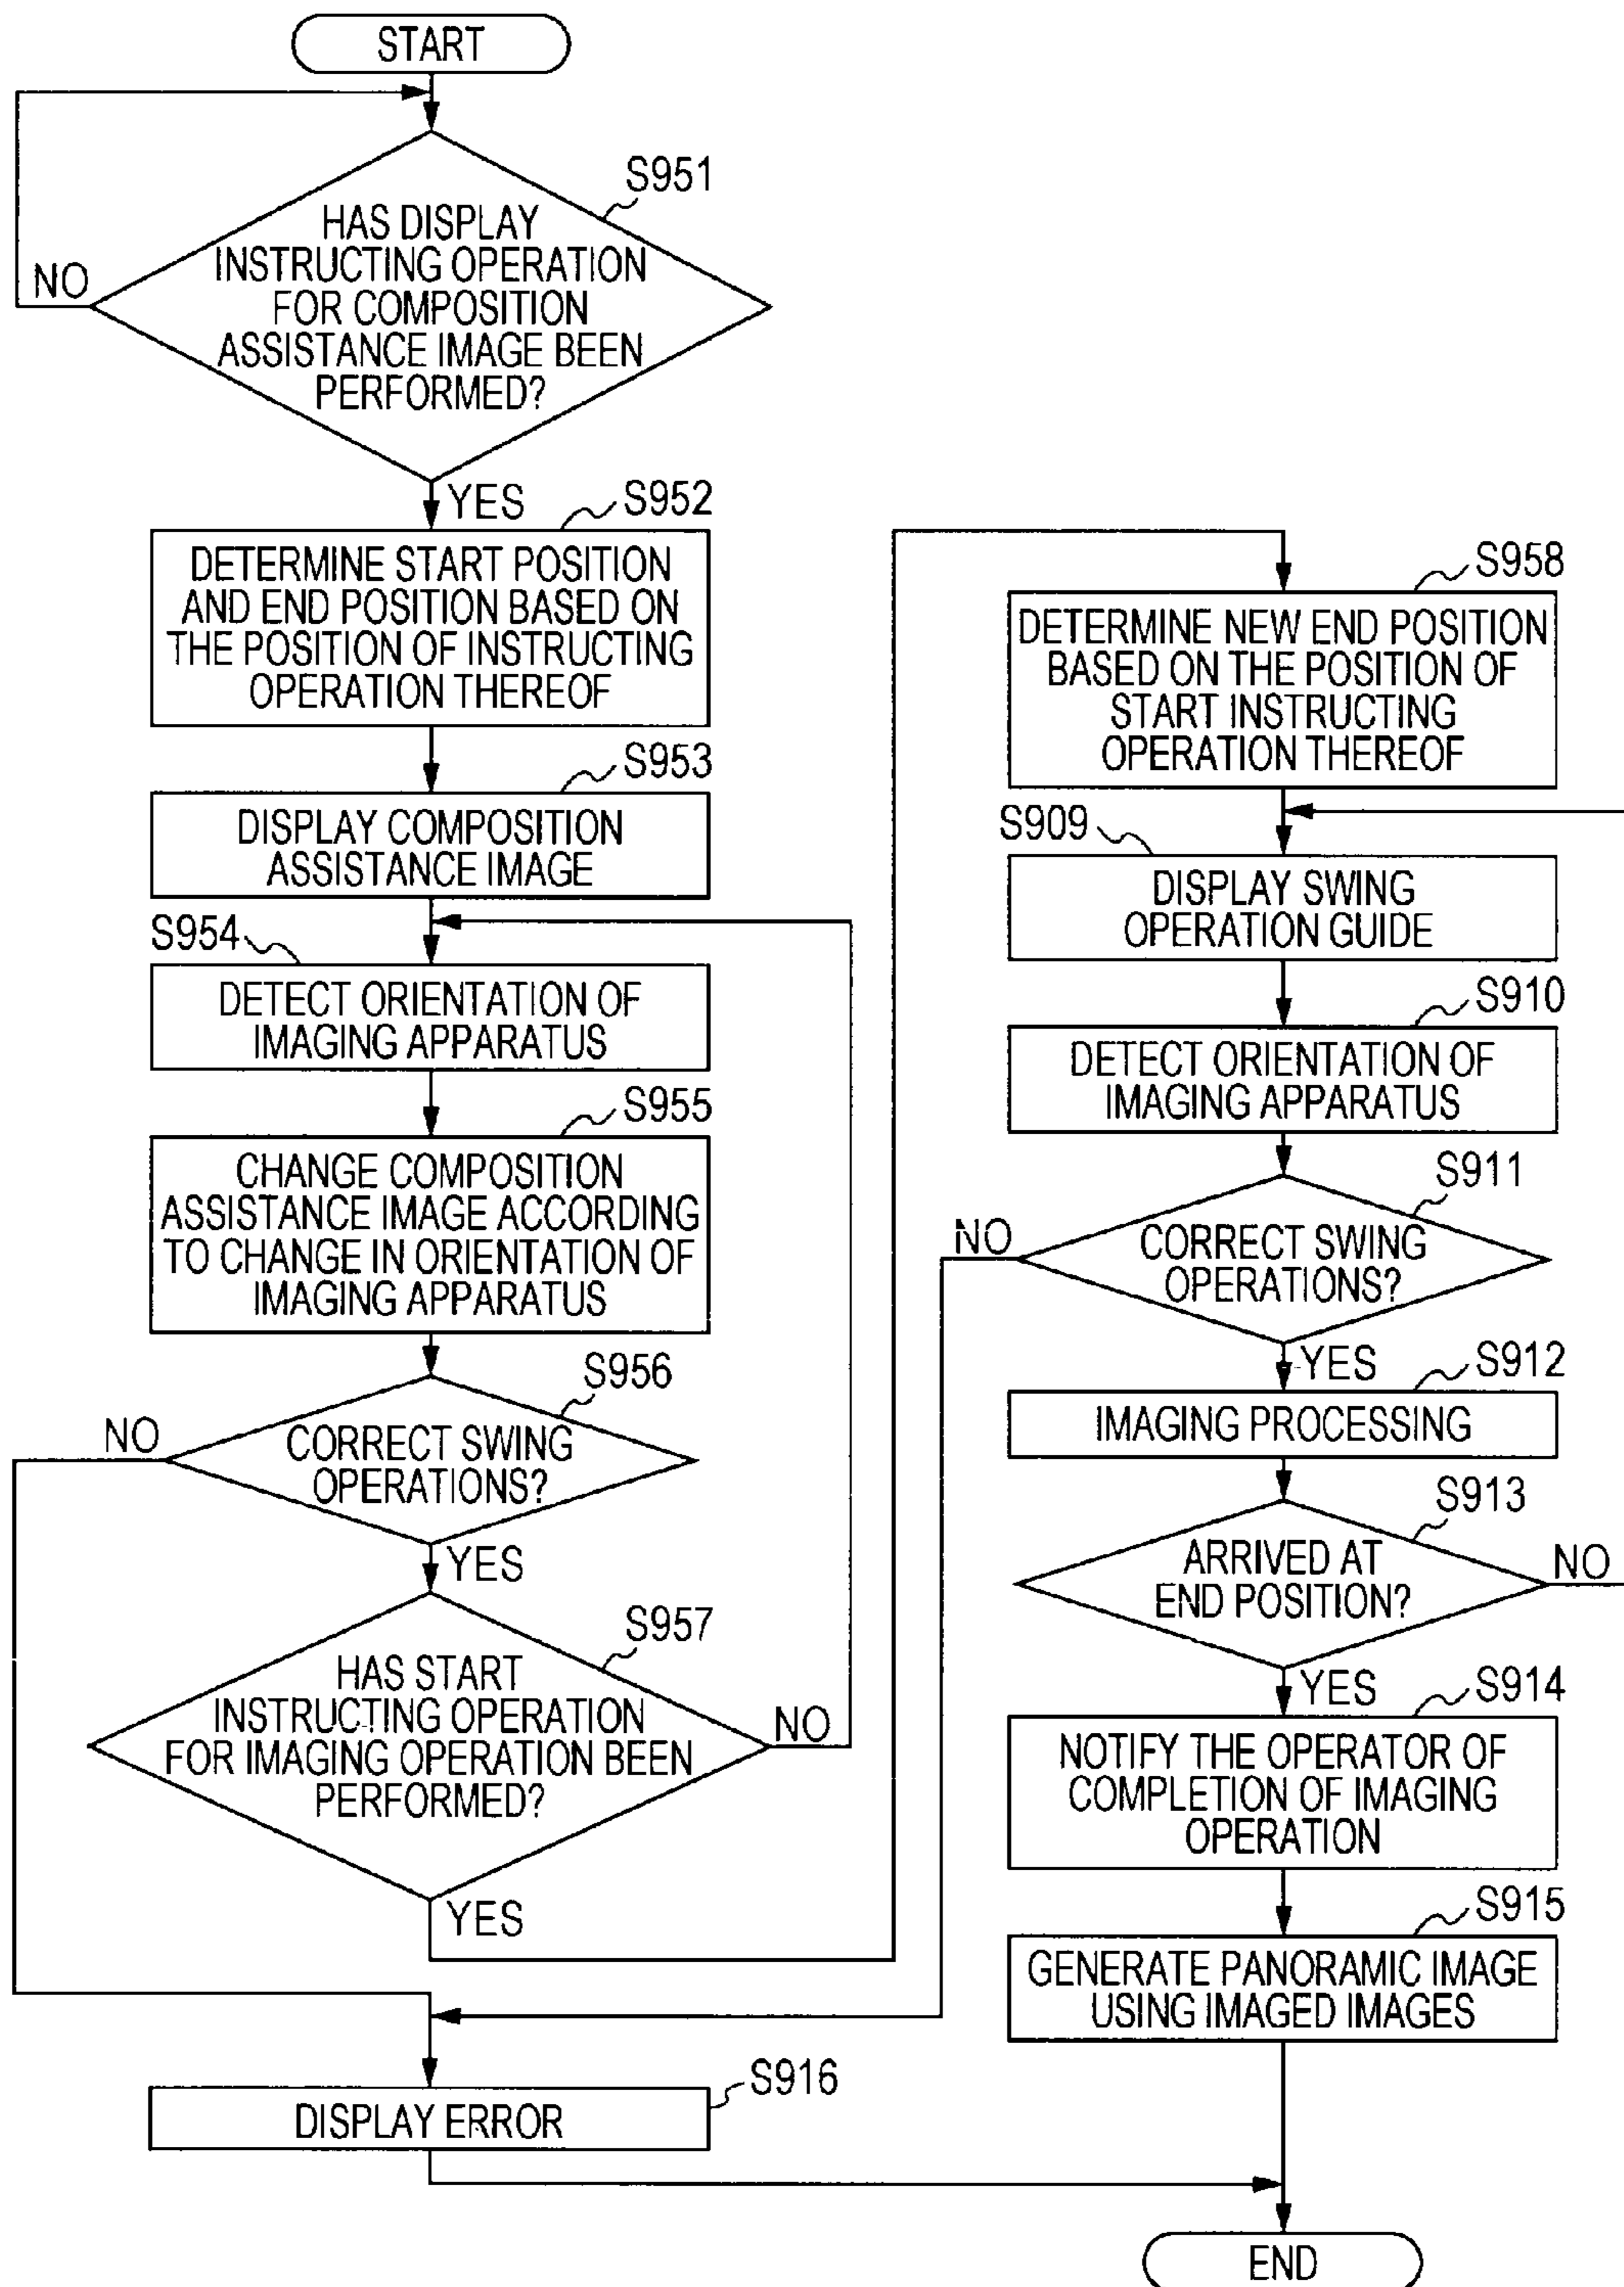 START
S951
HAS DISPLAY
INSTRUCTING OPERATION
FOR COMPOSITION
ASSISTANCE IMAGE BEEN
PERFORMED?
NO
YES
S952
DETERMINE START POSITION
AND END POSITION BASED ON
THE POSITION OF INSTRUCTING
OPERATION THEREOF
S953
DISPLAY COMPOSITION
ASSISTANCE IMAGE
S954
DETECT ORIENTATION OF
IMAGING APPARATUS
S955
CHANGE COMPOSITION
ASSISTANCE IMAGE ACCORDING
TO CHANGE IN ORIENTATION OF
IMAGING APPARATUS
S956
NO
CORRECT SWING
OPERATIONS?
YES
S957
HAS START
INSTRUCTING OPERATION
FOR IMAGING OPERATION BEEN
PERFORMED?
NO
YES
S916
DISPLAY ERROR
S958
DETERMINE NEW END POSITION
BASED ON THE POSITION OF
START INSTRUCTING
OPERATION THEREOF
S909
DISPLAY SWING
OPERATION GUIDE
S910
DETECT ORIENTATION OF
IMAGING APPARATUS
S911
NO
CORRECT SWING
OPERATIONS?
YES
S912
IMAGING PROCESSING
S913
ARRIVED AT
END POSITION?
NO
YES
S914
NOTIFY THE OPERATOR OF
COMPLETION OF IMAGING
OPERATION
S915
GENERATE PANORAMIC IMAGE
USING IMAGED IMAGES
END